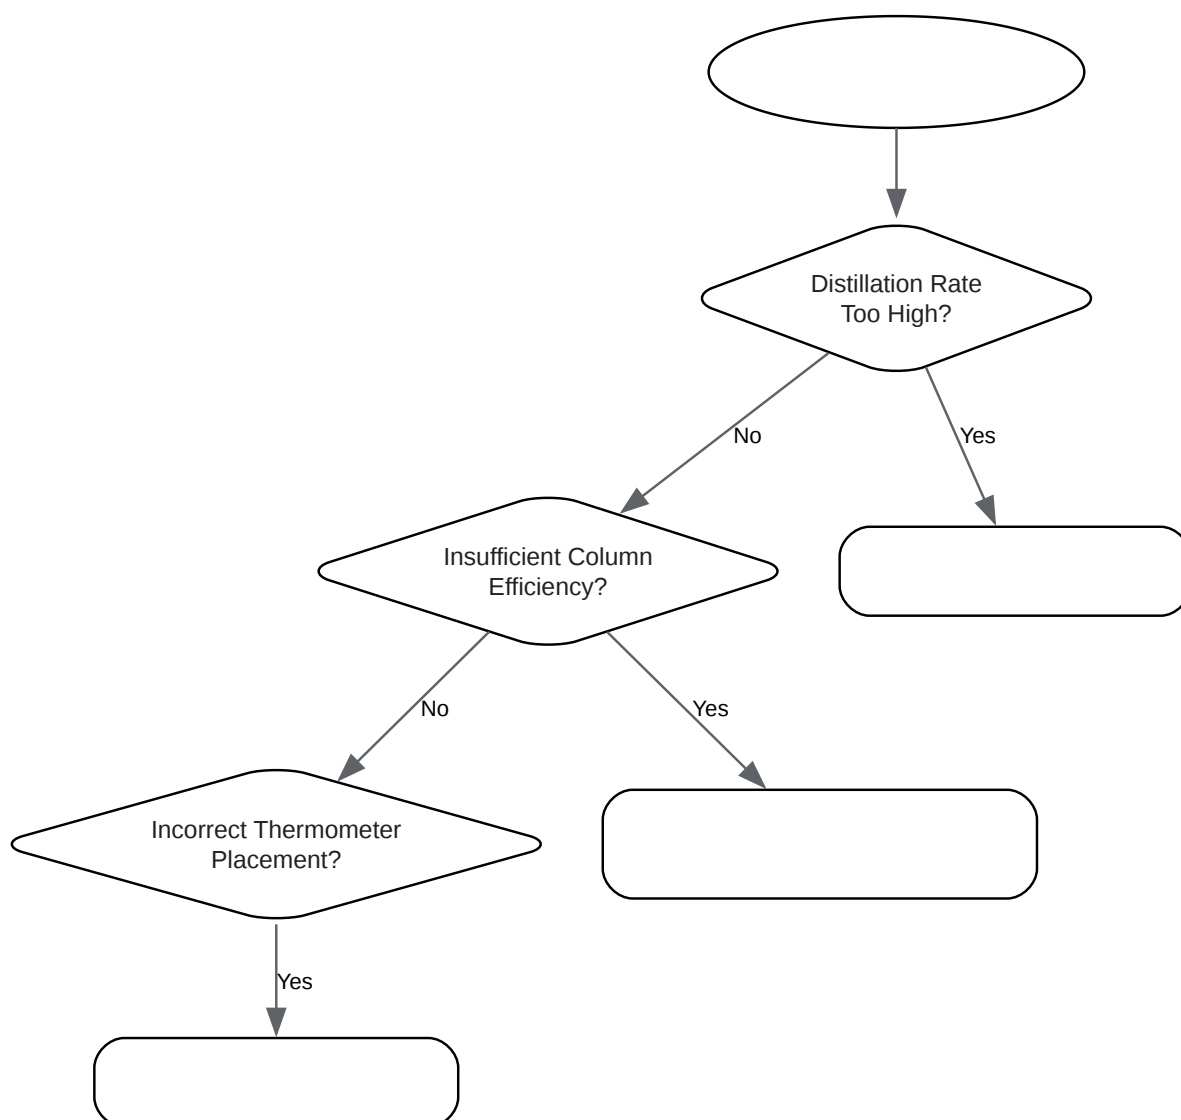 Distillation Rate
Too High?
No
Yes
Insufficient Column
Efficiency?
No
Yes
Incorrect Thermometer
Placement?
Yes